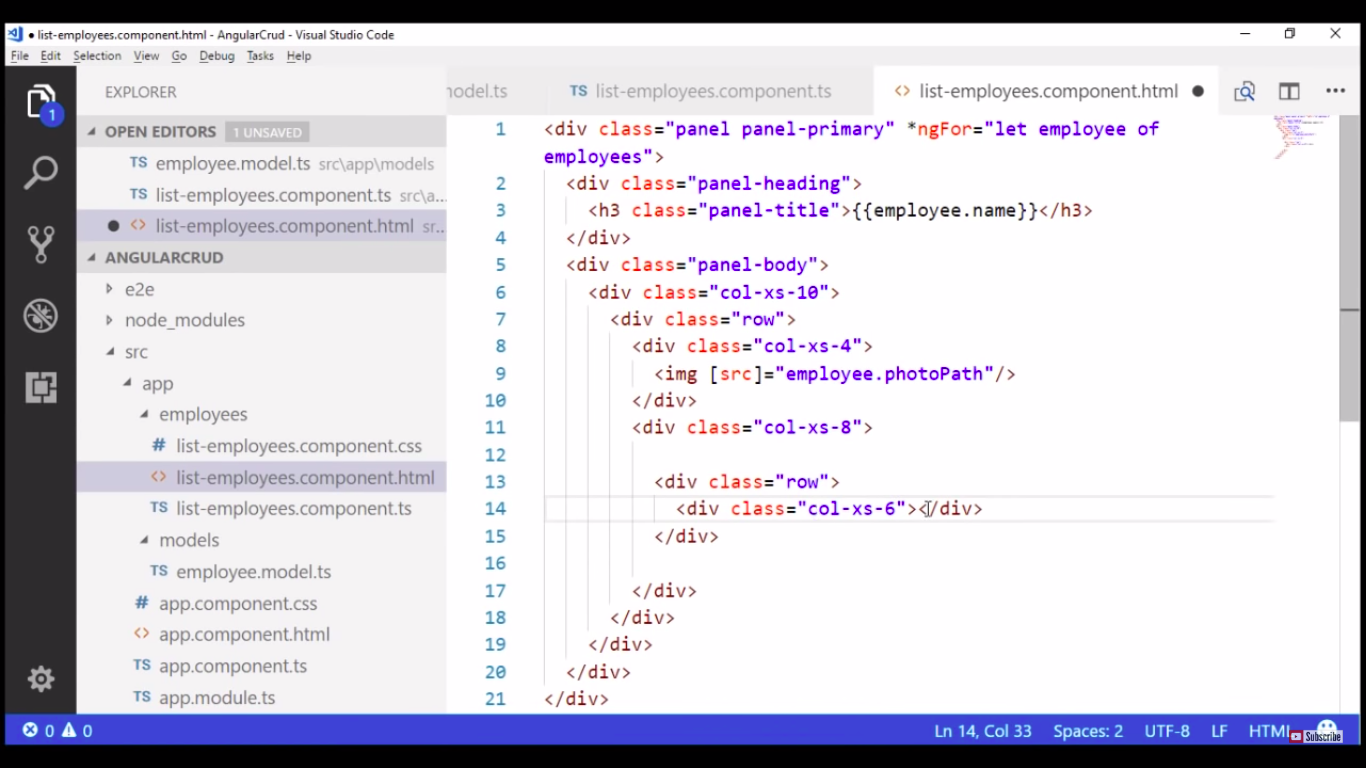 ● list-employees.component.html - AngularCrud - Visual Studio Code
File Edit Selection View Go Debug Tasks Help
1
EXPLORER
OPEN EDITORS 1 UNSAVED
TS employee.model.ts src\app\models
TS list-employees.component.ts src\a...
● <> list-employees.component.html sr...
ANGULARCRUD
e2e
node_modules
src
app
employees
# list-employees.component.css
<> list-employees.component.html
TS list-employees.component.ts
models
TS employee.model.ts
# app.component.css
<> app.component.html
TS app.component.ts
TS app.module.ts
nodel.ts TS list-employees.component.ts <> list-employees.component.html ●
1 <div class="panel panel-primary" *ngFor="let employee of
employees">
2 <div class="panel-heading">
3 <h3 class="panel-title">{{employee.name}}</h3>
4 </div>
5 <div class="panel-body">
6 <div class="col-xs-10">
7 <div class="row">
8 <div class="col-xs-4">
9 <img [src]="employee.photoPath"/>
10 </div>
11 <div class="col-xs-8">
12
13 <div class="row">
14 <div class="col-xs-6"></div>
15 </div>
16
17 </div>
18 </div>
19 </div>
20 </div>
21 </div>
0 0 Ln 14, Col 33 Spaces: 2 UTF-8 LF HTML
Subscribe